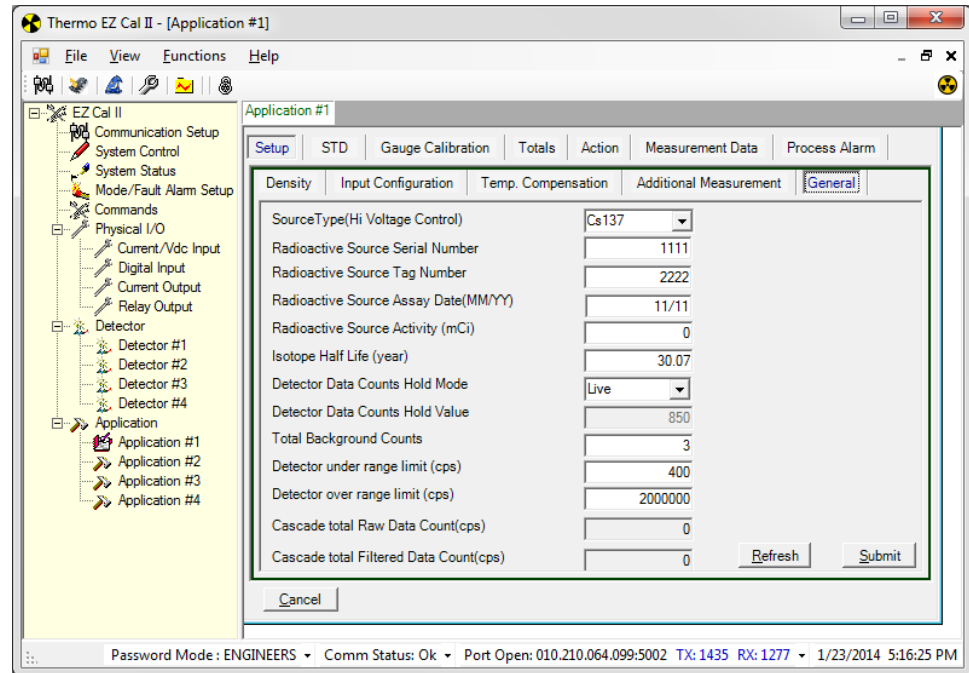 Thermo EZ Cal II - [Application #1]
File View Functions Help
EZ Cal II
Communication Setup
System Control
System Status
Mode/Fault Alarm Setup
Commands
Physical I/O
Current/Vdc Input
Digital Input
Current Output
Relay Output
Detector
Detector #1
Detector #2
Detector #3
Detector #4
Application
Application #1
Application #2
Application #3
Application #4
Application #1
Setup STD Gauge Calibration Totals Action Measurement Data Process Alarm
Density Input Configuration Temp. Compensation Additional Measurement General
SourceType(Hi Voltage Control) Cs137
Radioactive Source Serial Number 1111
Radioactive Source Tag Number 2222
Radioactive Source Assay Date(MM/YY) 11/11
Radioactive Source Activity (mCi) 0
Isotope Half Life (year) 30.07
Detector Data Counts Hold Mode Live
Detector Data Counts Hold Value 850
Total Background Counts 3
Detector under range limit (cps) 400
Detector over range limit (cps) 2000000
Cascade total Raw Data Count(cps) 0
Cascade total Filtered Data Count(cps) 0 Refresh Submit
Cancel
Password Mode : ENGINEERS Comm Status: Ok Port Open: 010.210.064.099:5002 TX: 1435 RX: 1277 1/23/2014 5:16:25 PM